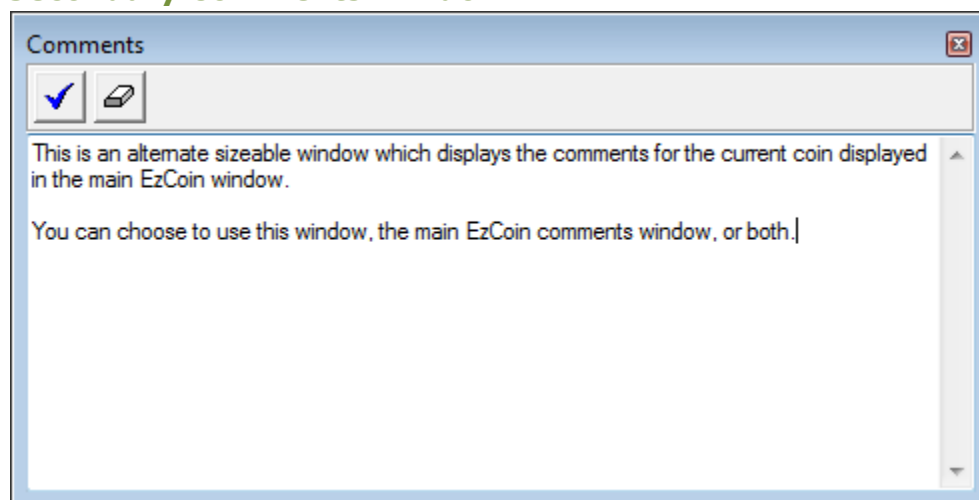 Comments
This is an alternate sizeable window which displays the comments for the current coin displayed
in the main EzCoin window.
You can choose to use this window, the main EzCoin comments window, or both.